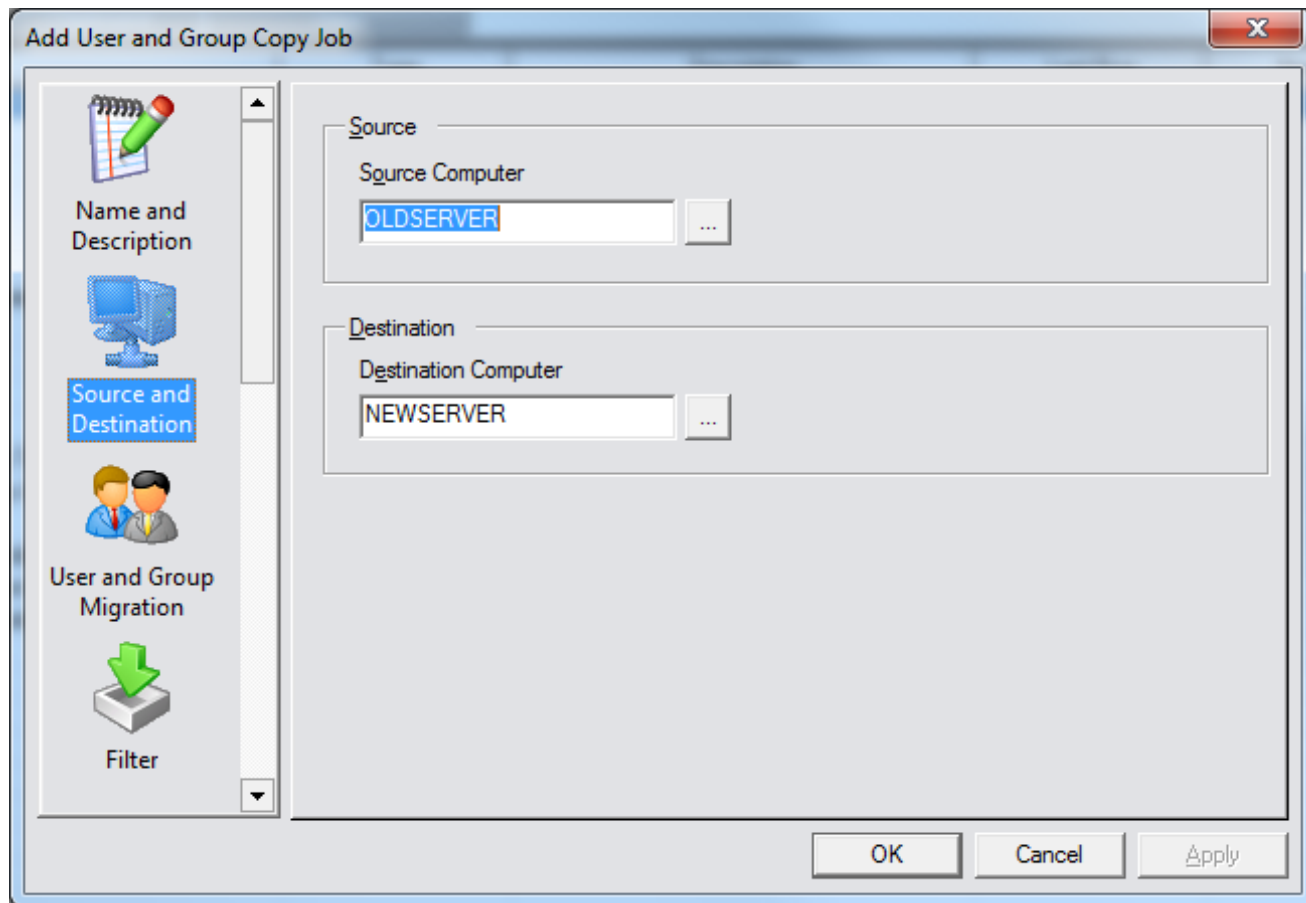 Add User and Group Copy Job
Name and
Description
Source and
Destination
User and Group
Migration
Filter
Source
Source Computer
OLDSERVER
...
Destination
Destination Computer
NEWSERVER
...
OK
Cancel
Apply